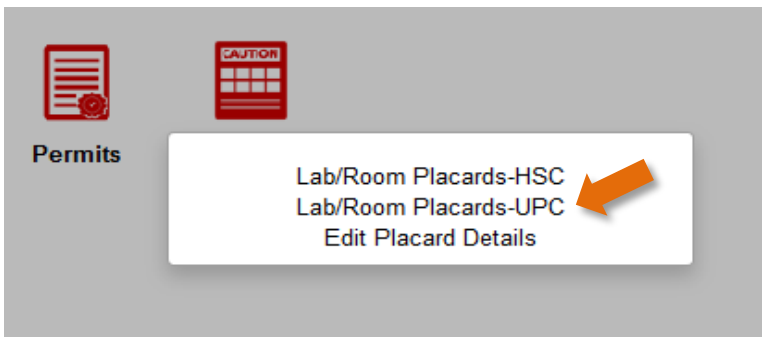 CAUTION
Permits
Lab/Room Placards-HSC
Lab/Room Placards-UPC
Edit Placard Details